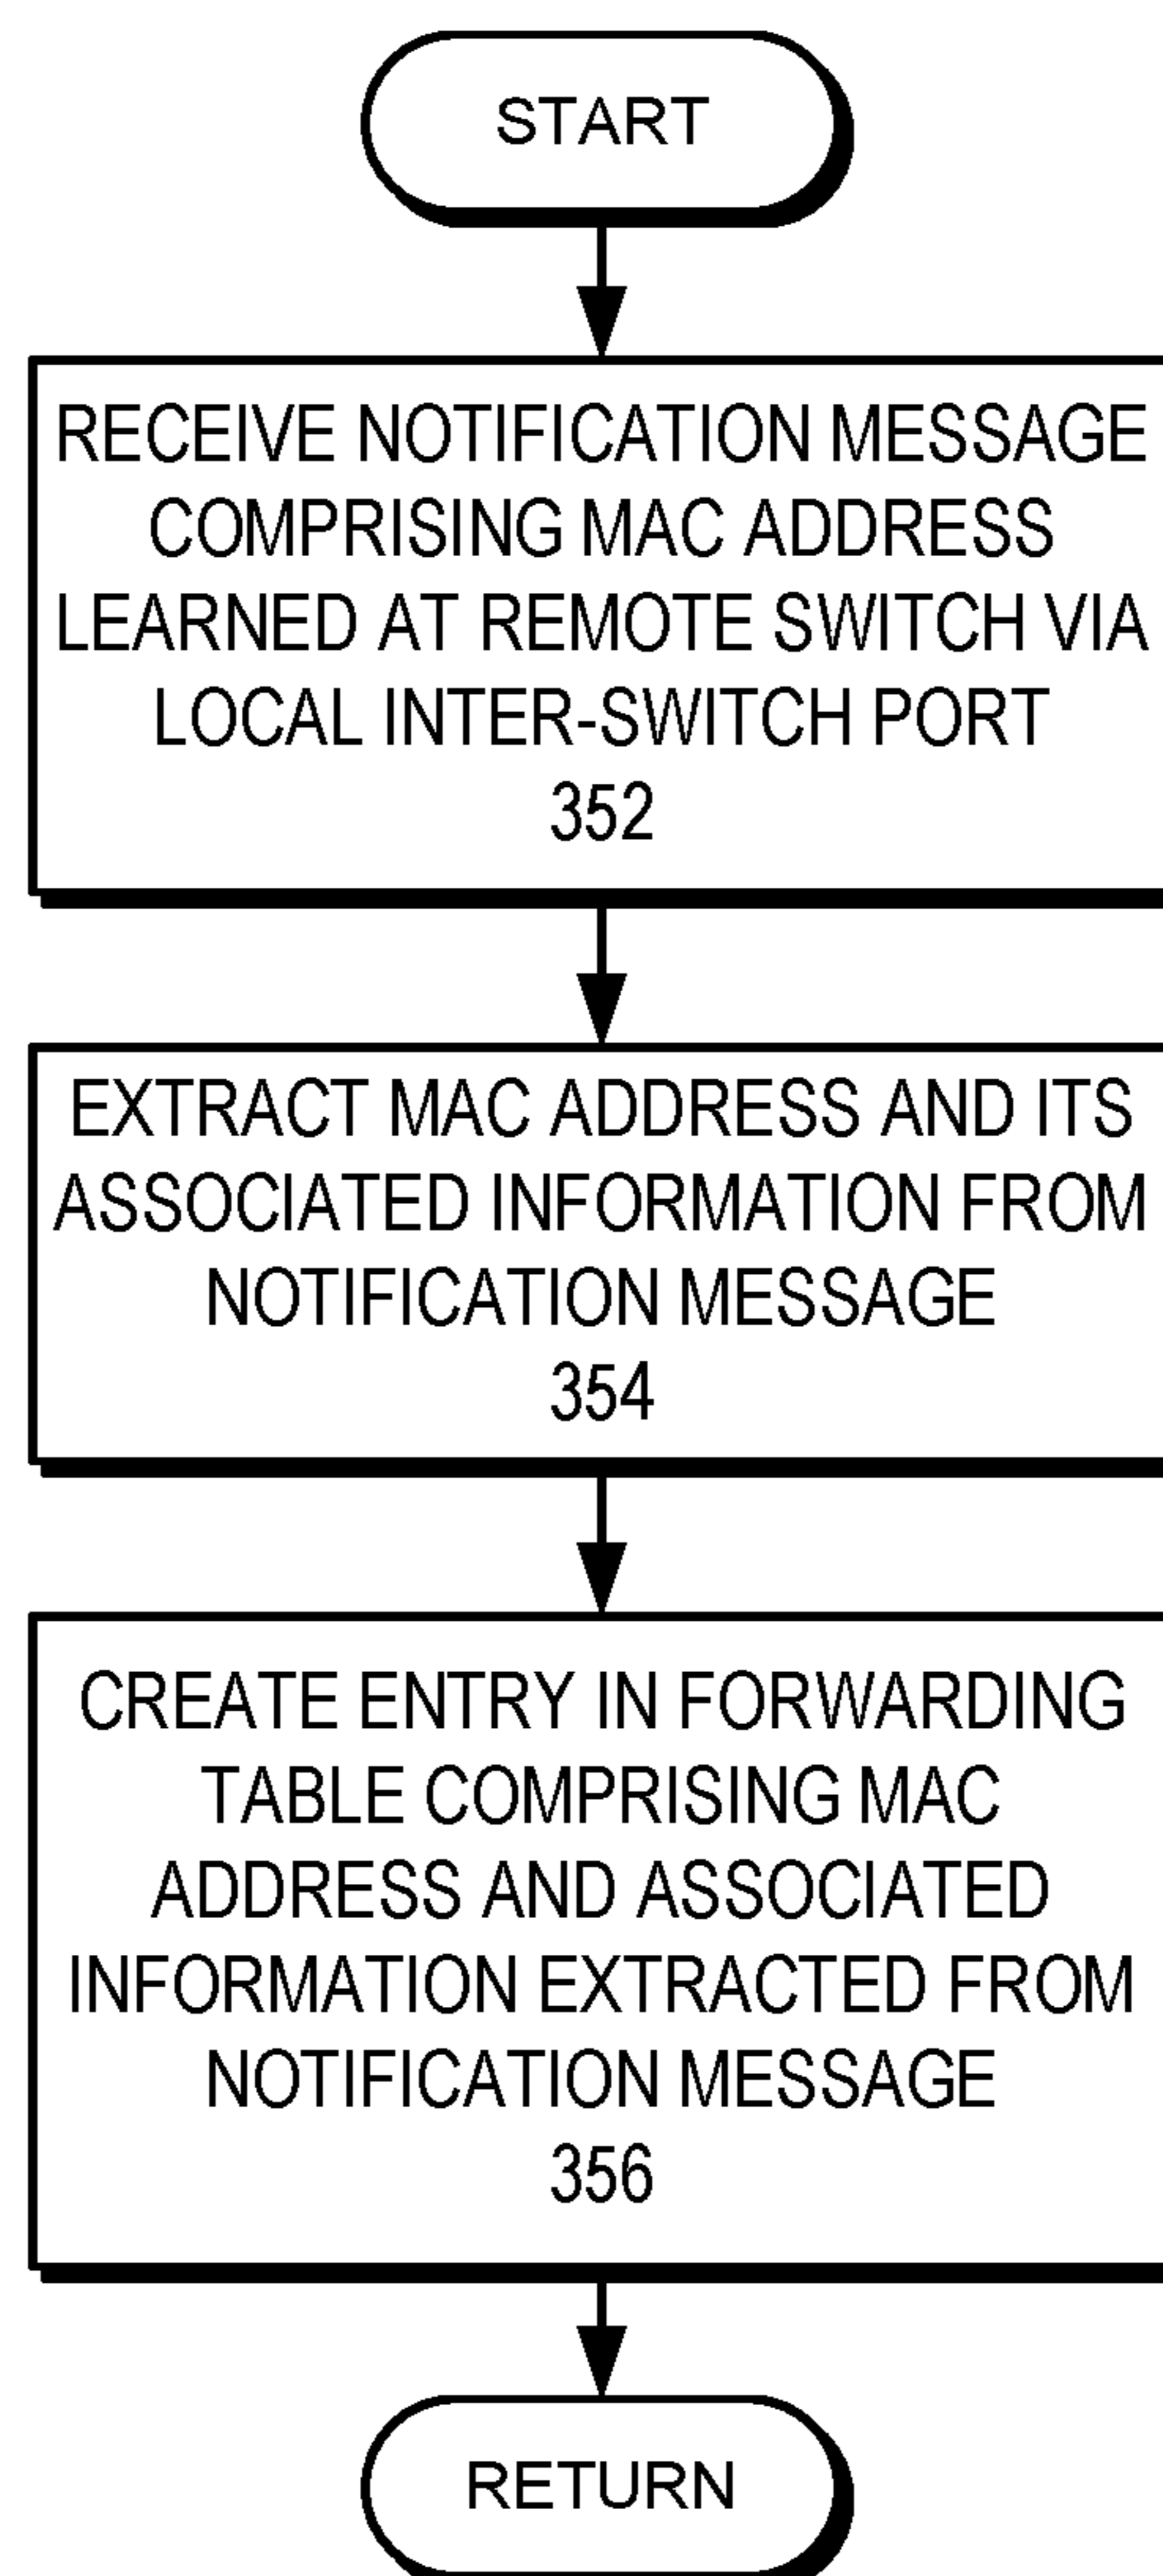 START
RECEIVE NOTIFICATION MESSAGE
COMPRISING MAC ADDRESS
LEARNED AT REMOTE SWITCH VIA
LOCAL INTER-SWITCH PORT
352
EXTRACT MAC ADDRESS AND ITS
ASSOCIATED INFORMATION FROM
NOTIFICATION MESSAGE
354
CREATE ENTRY IN FORWARDING
TABLE COMPRISING MAC
ADDRESS AND ASSOCIATED
INFORMATION EXTRACTED FROM
NOTIFICATION MESSAGE
356
RETURN